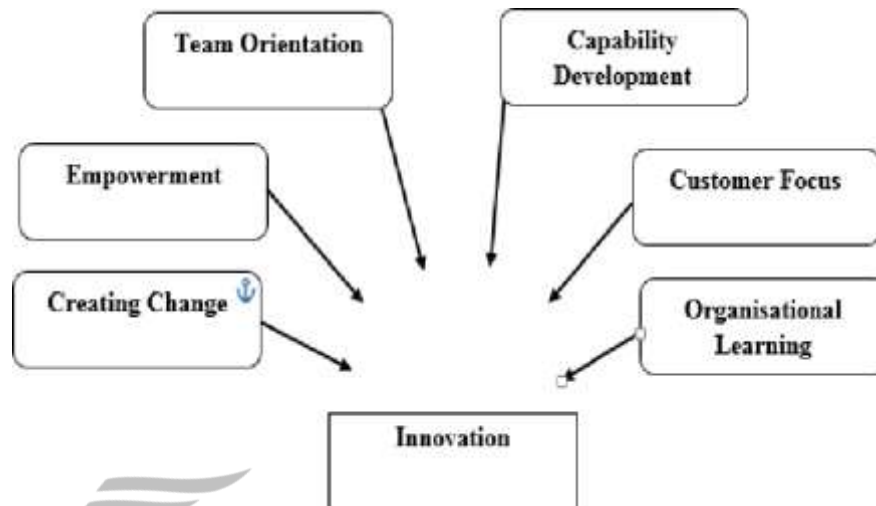 Team Orientation
Capability
Development
Empowerment
Customer Focus
Creating Change
Organisational
Learning
Innovation